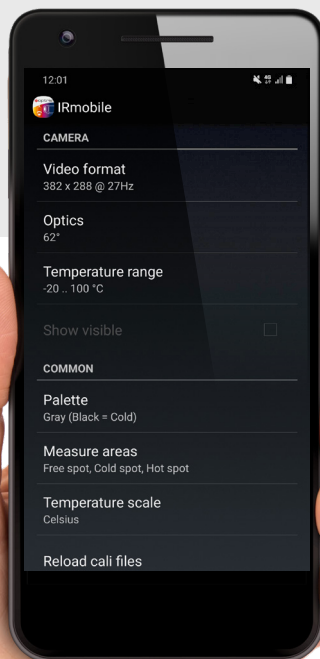 12:01
4G
IRmobile
CAMERA
Video format
382 x 288 @ 27Hz
Optics
62°
Temperature range
-20 .. 100 °C
Show visible
COMMON
Palette
Gray (Black = Cold)
Measure areas
Free spot, Cold spot, Hot spot
Temperature scale
Celsius
Reload cali files